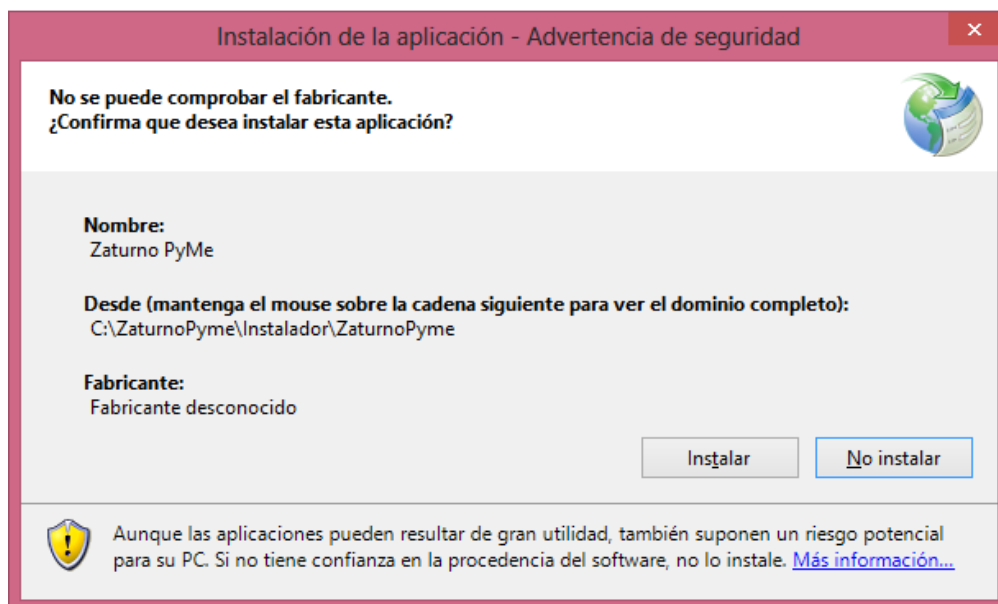 Instalación de la aplicación - Advertencia de seguridad
No se puede comprobar el fabricante.
¿Confirma que desea instalar esta aplicación?
Nombre:
Zaturno PyMe
Desde (mantenga el mouse sobre la cadena siguiente para ver el dominio completo):
C:\ZaturnoPyme\Instalador\ZaturnoPyme
Fabricante:
Fabricante desconocido
Instalar
No instalar
Aunque las aplicaciones pueden resultar de gran utilidad, también suponen un riesgo potencial
para su PC. Si no tiene confianza en la procedencia del software, no lo instale. Más información...